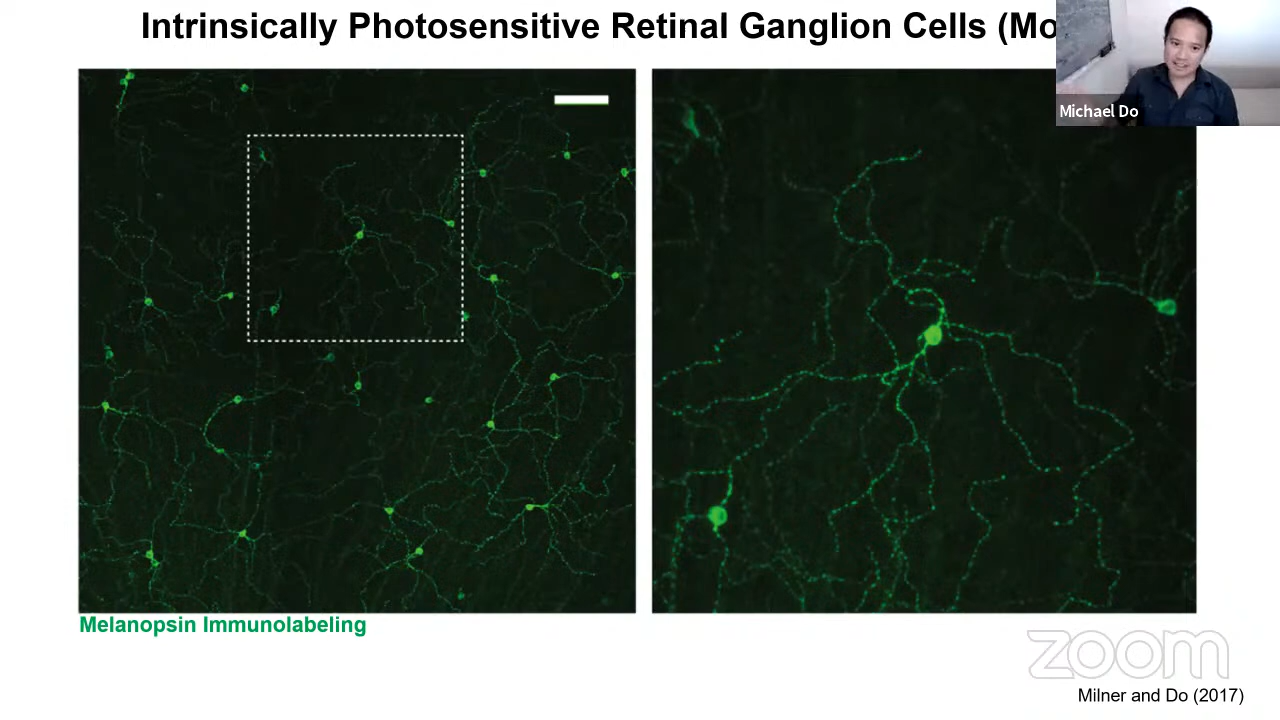 Intrinsically Photosensitive Retinal Ganglion Cells (Mo
Michael Do
Melanopsin Immunolabeling
zoom
Milner and Do (2017)